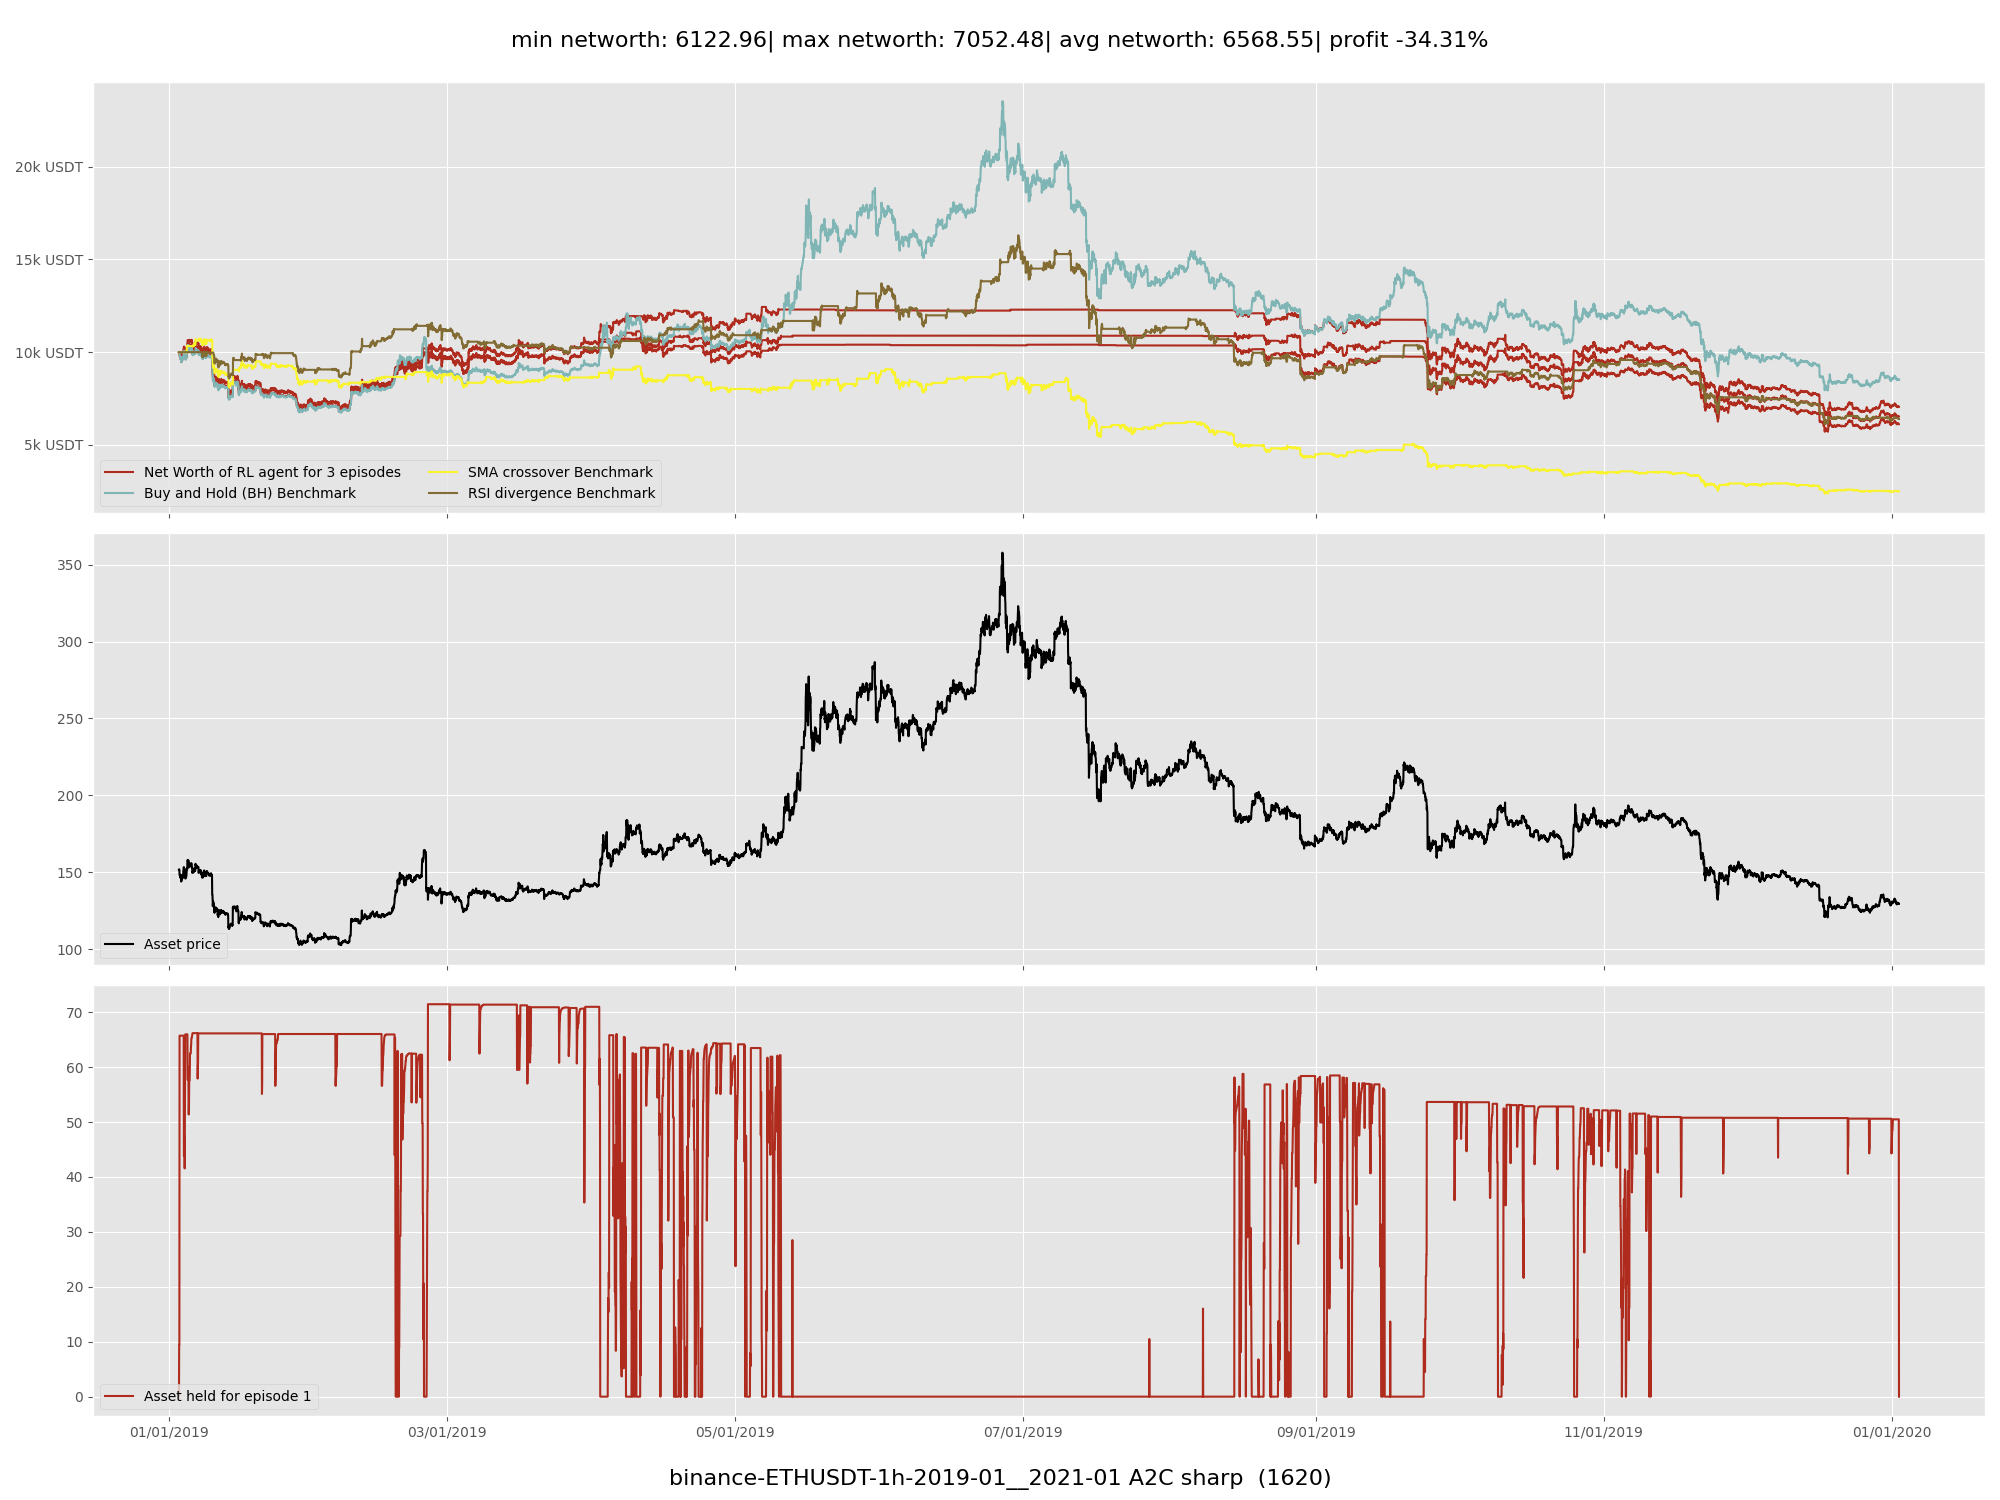 min networth: 6122.96| max networth: 7052.48| avg networth: 6568.55| profit -34.31%
20k USDT
15k USDT
10k USDT
5k USDT
Net Worth of RL agent for 3 episodes
Buy and Hold (BH) Benchmark
SMA crossover Benchmark
RSI divergence Benchmark
350
300
250
200
150
100
Asset price
70
60
50
40
30
20
10
0
Asset held for episode 1
01/01/2019 03/01/2019 05/01/2019 07/01/2019 09/01/2019 11/01/2019 01/01/2020
binance-ETHUSDT-1h-2019-01__2021-01 A2C sharp (1620)